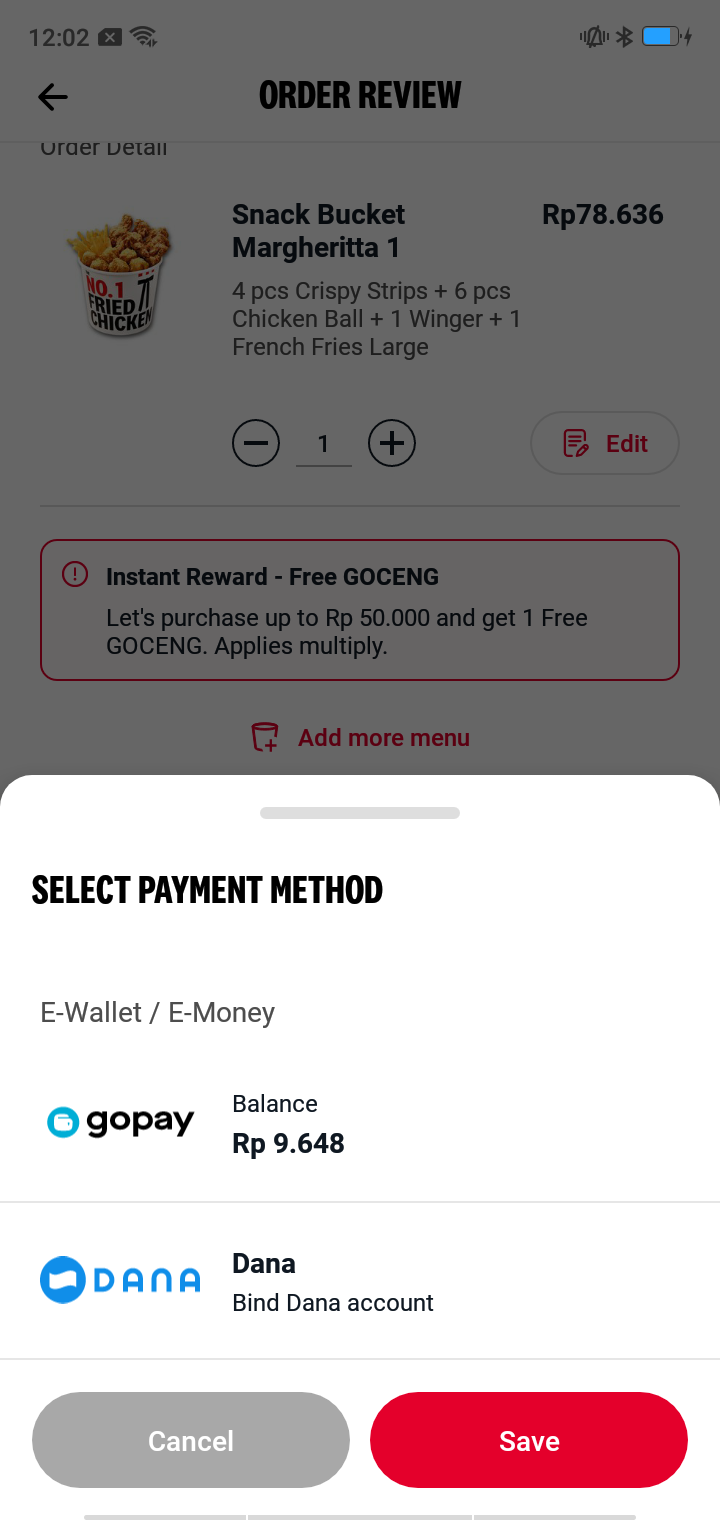 12:02
ORDER REVIEW
Order Detail
Snack Bucket
Margheritta 1
Rp78.636
4 pcs Crispy Strips + 6 pcs
Chicken Ball + 1 Winger + 1
French Fries Large
NO.1
FRIED
CHICKEN
1
Edit
Instant Reward - Free GOCENG
Let's purchase up to Rp 50.000 and get 1 Free
GOCENG. Applies multiply.
Add more menu
SELECT PAYMENT METHOD
E-Wallet / E-Money
gopay
Balance
Rp 9.648
DANA
Dana
Bind Dana account
Cancel
Save